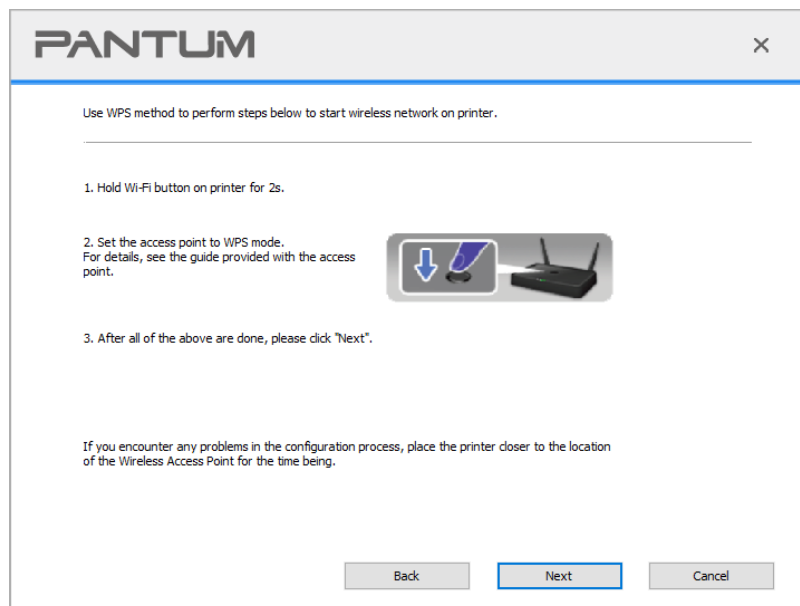 PANTUM
Use WPS method to perform steps below to start wireless network on printer.
1. Hold Wi-Fi button on printer for 2s.
2. Set the access point to WPS mode.
For details, see the guide provided with the access
point.
3. After all of the above are done, please click "Next".
If you encounter any problems in the configuration process, place the printer closer to the location
of the Wireless Access Point for the time being.
Back
Next
Cancel